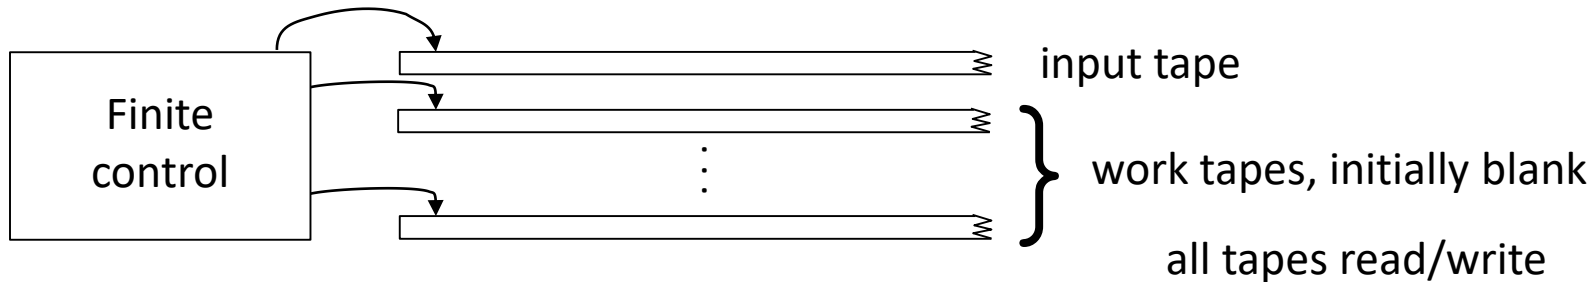 Finite
control
input tape
work tapes, initially blank
all tapes read/write